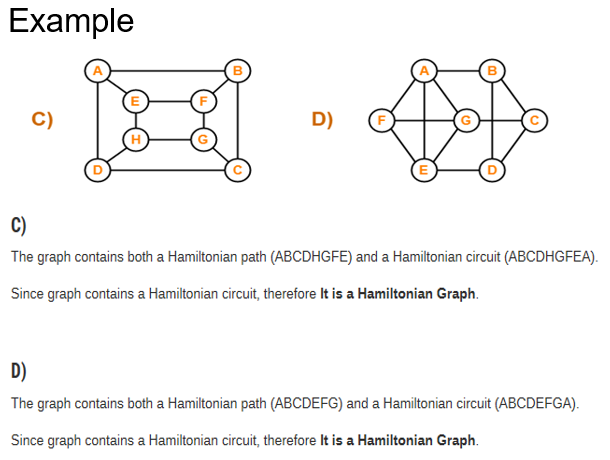 Example
C)
A B
E F
H G
D C
D)
A B
F G C
E D
C)
The graph contains both a Hamiltonian path (ABCDHGFE) and a Hamiltonian circuit (ABCDHGFEA).
Since graph contains a Hamiltonian circuit, therefore It is a Hamiltonian Graph.
D)
The graph contains both a Hamiltonian path (ABCDEFG) and a Hamiltonian circuit (ABCDEFGA).
Since graph contains a Hamiltonian circuit, therefore It is a Hamiltonian Graph.